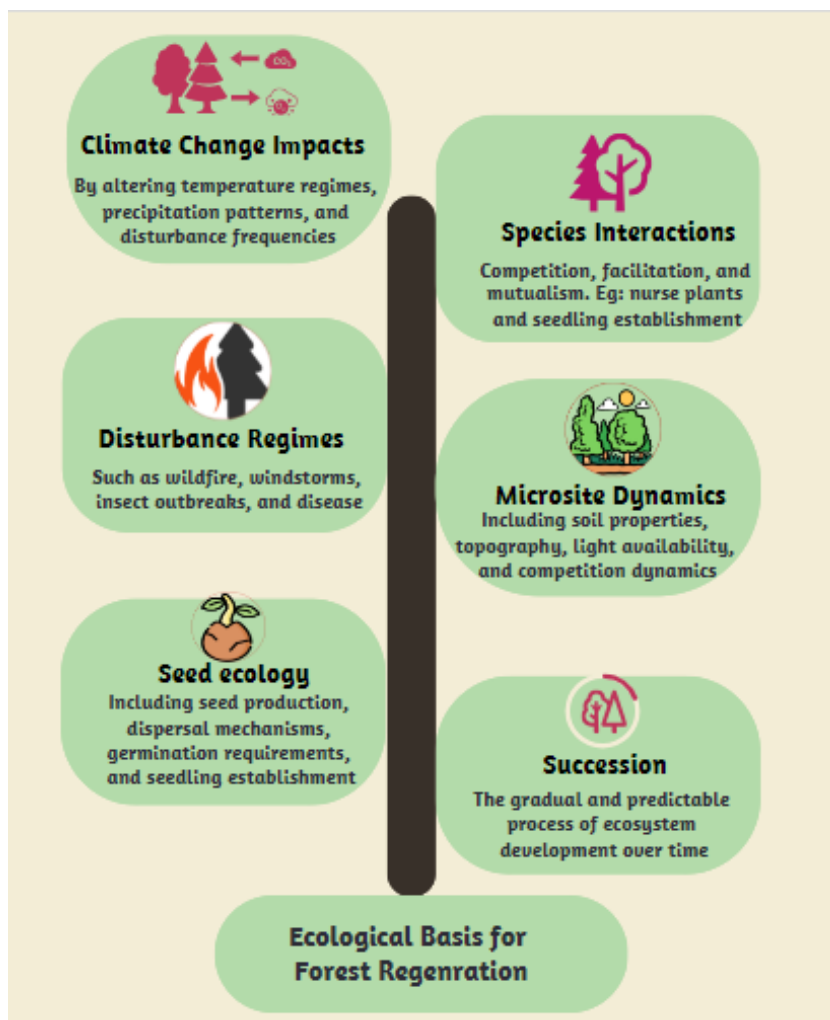 CO₂
Climate Change Impacts
By altering temperature regimes,
precipitation patterns, and
disturbance frequencies
Species Interactions
Competition, facilitation, and
mutualism. Eg: nurse plants
and seedling establishment
Disturbance Regimes
Such as wildfire, windstorms,
insect outbreaks, and disease
Microsite Dynamics
Including soil properties,
topography, light availability,
and competition dynamics
Seed ecology
Including seed production,
dispersal mechanisms,
germination requirements,
and seedling establishment
Succession
The gradual and predictable
process of ecosystem
development over time
Ecological Basis for
Forest Regenration